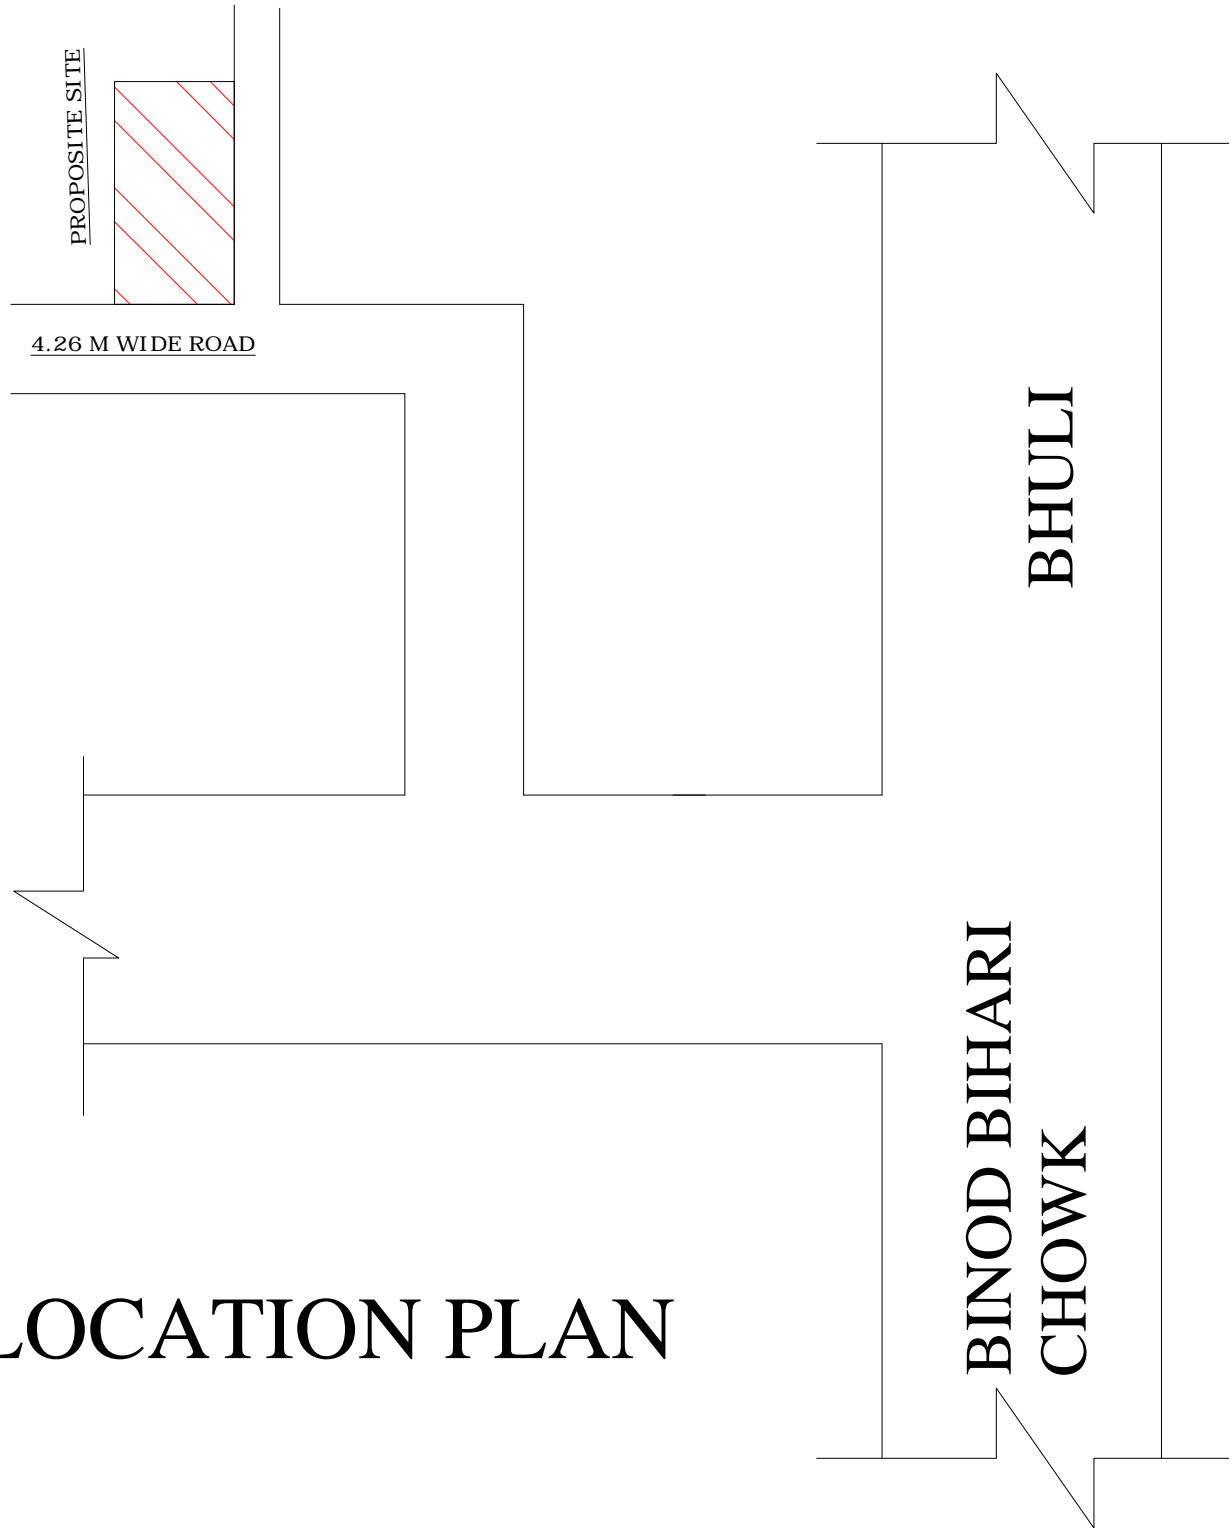 PROPOSITE SITE
4.26 M WIDE ROAD
BHULI
BINOD BIHARI
CHOWK
LOCATION PLAN